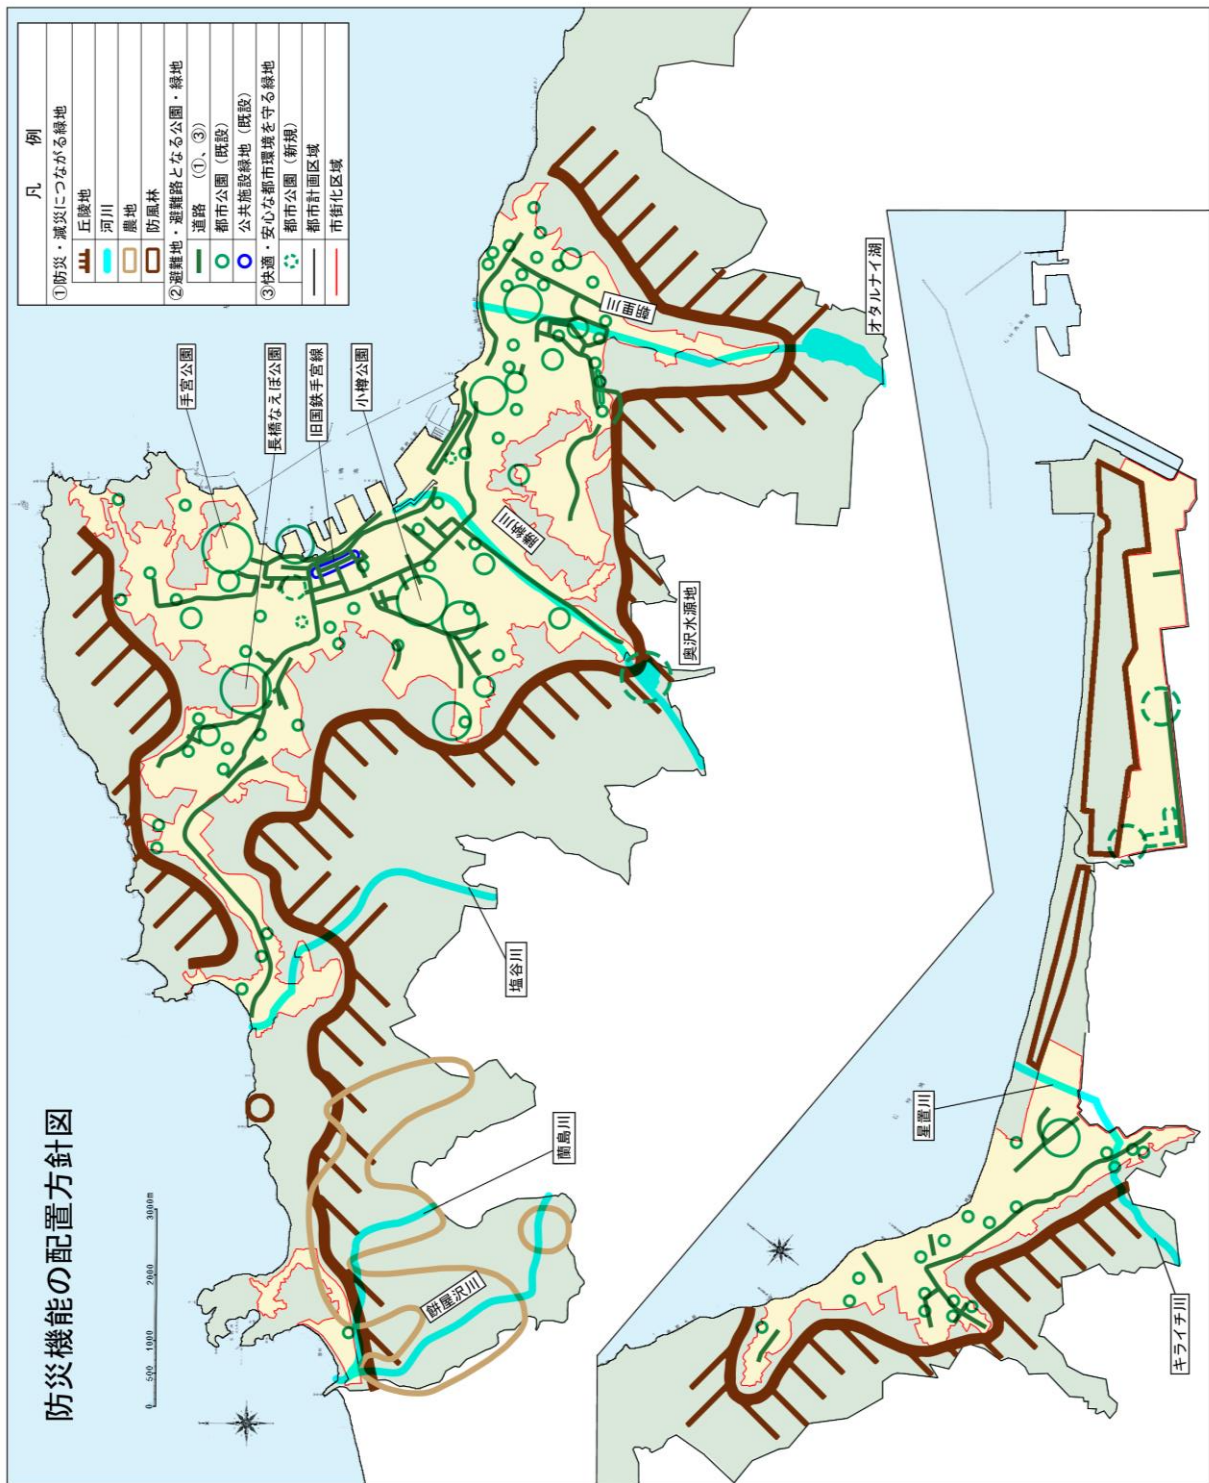 防災機能の配置方針図
0 500 1000 2000 3000m
凡 例
①防災・減災につながる緑地
丘陵地
河川
農地
防風林
②避難地・避難路となる公園・緑地
道路 (①、③)
都市公園 (既設)
公共施設緑地 (既設)
③快適・安心な都市環境を守る緑地
都市公園 (新規)
都市計画区域
市街化区域
手宮公園
長橋なえぼ公園
旧国鉄手宮線
小樽公園
朝里川
オタルナイ湖
勝納川
奥沢水源地
塩谷川
蘭島川
餅屋沢川
星置川
キライチ川